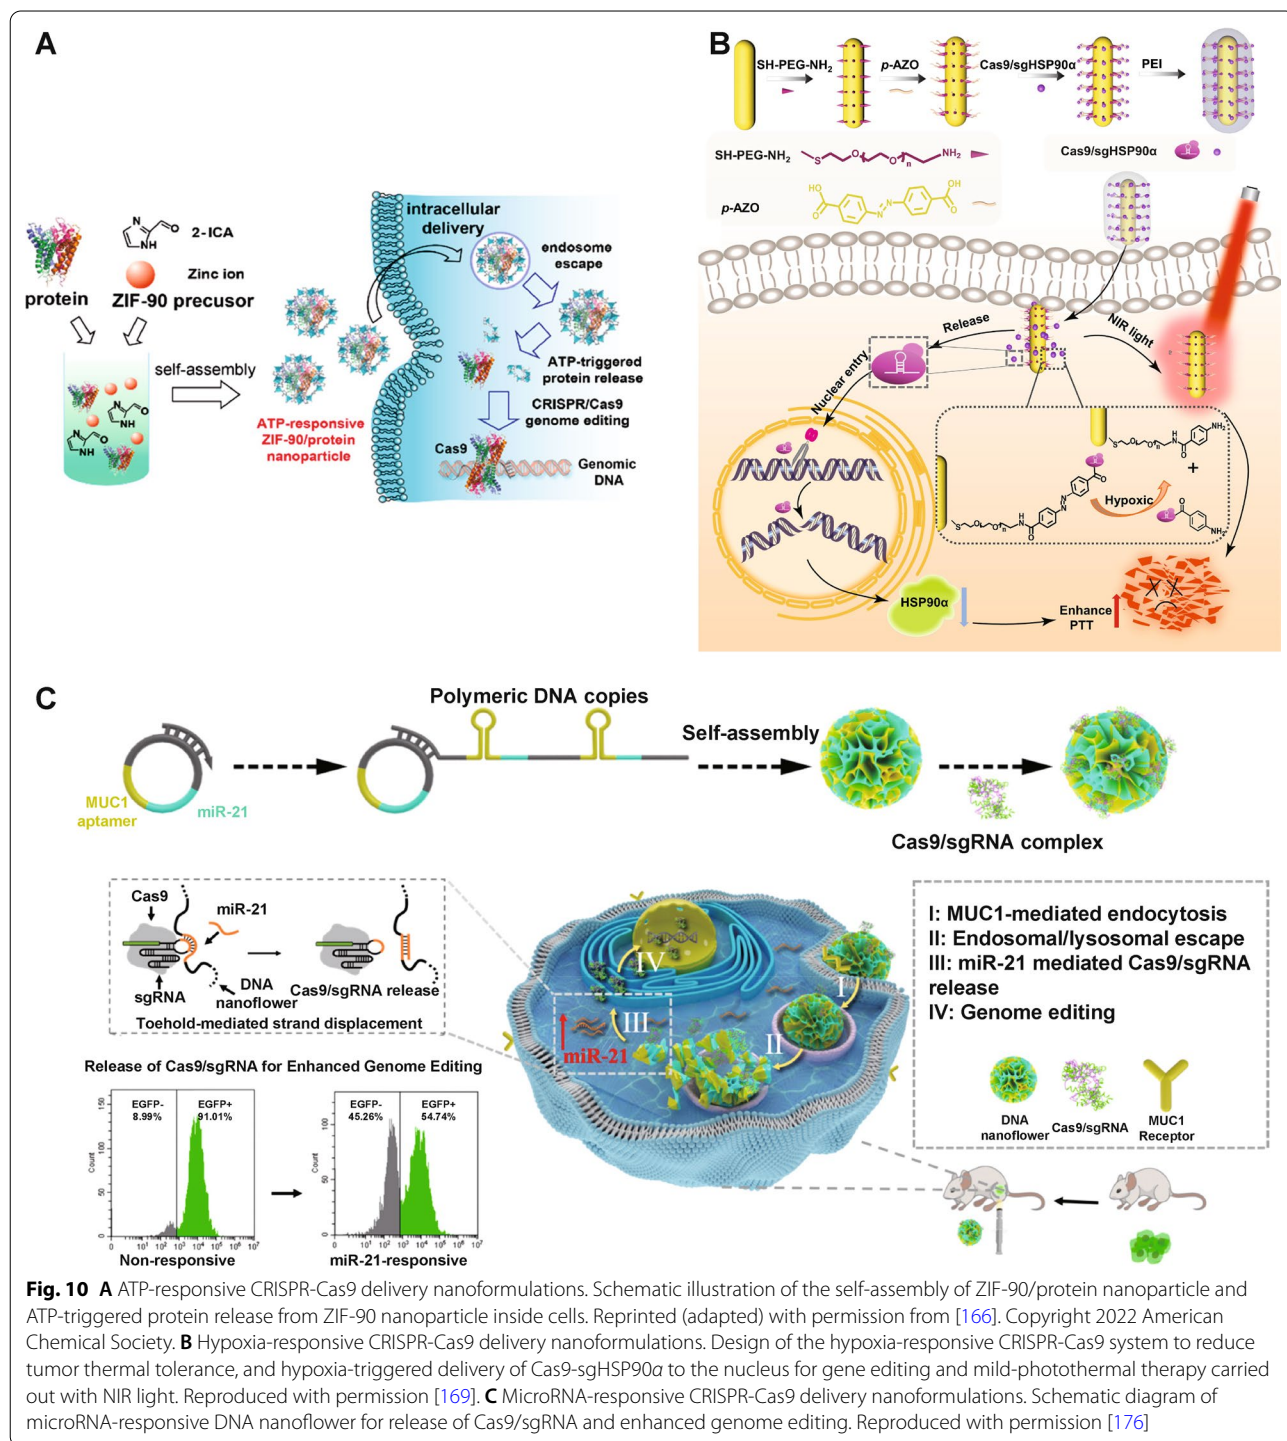 A
2-ICA
Zinc ion
protein
ZIF-90 precusor
self-assembly
ATP-responsive
ZIF-90/protein
nanoparticle
intracellular
delivery
endosome
escape
ATP-triggered
protein release
CRISPR/Cas9
genome editing
Cas9
Genomic
DNA
B
SH-PEG-NH2
p-AZO
Cas9/sgHSP90α
PEI
SH-PEG-NH2
Cas9/sgHSP90α
p-AZO
Release
NIR light
Nuclear entry
Hypoxic
+
HSP90α
Enhance
PTT
C
Polymeric DNA copies
Self-assembly
MUC1
aptamer
miR-21
Cas9/sgRNA complex
Cas9
miR-21
sgRNA
DNA
nanoflower
Cas9/sgRNA release
Toehold-mediated strand displacement
Release of Cas9/sgRNA for Enhanced Genome Editing
EGFP-
8.99%
EGFP+
91.01%
Count
Non-responsive
EGFP-
45.26%
EGFP+
54.74%
Count
miR-21-responsive
I
II
III
IV
miR-21
I: MUC1-mediated endocytosis
II: Endosomal/lysosomal escape
III: miR-21 mediated Cas9/sgRNA
release
IV: Genome editing
DNA
nanoflower
Cas9/sgRNA
MUC1
Receptor
Fig. 10 A ATP-responsive CRISPR-Cas9 delivery nanoformulations. Schematic illustration of the self-assembly of ZIF-90/protein nanoparticle and
ATP-triggered protein release from ZIF-90 nanoparticle inside cells. Reprinted (adapted) with permission from [166]. Copyright 2022 American
Chemical Society. B Hypoxia-responsive CRISPR-Cas9 delivery nanoformulations. Design of the hypoxia-responsive CRISPR-Cas9 system to reduce
tumor thermal tolerance, and hypoxia-triggered delivery of Cas9-sgHSP90α to the nucleus for gene editing and mild-photothermal therapy carried
out with NIR light. Reproduced with permission [169]. C MicroRNA-responsive CRISPR-Cas9 delivery nanoformulations. Schematic diagram of
microRNA-responsive DNA nanoflower for release of Cas9/sgRNA and enhanced genome editing. Reproduced with permission [176]